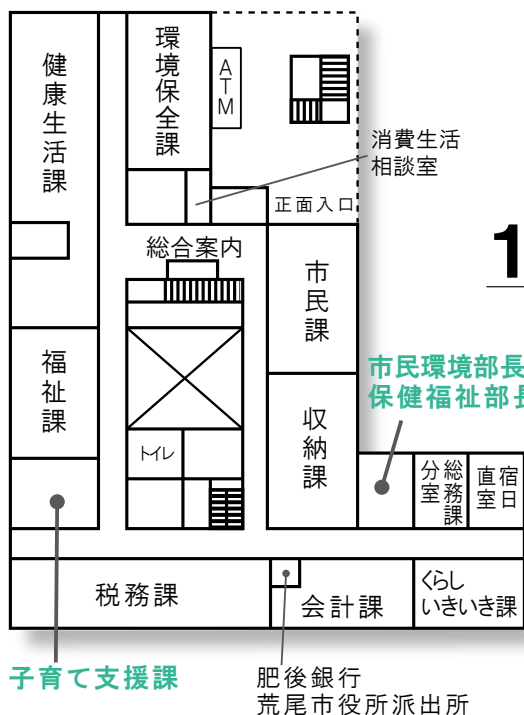 健康生活課
環境保全課
ATM
消費生活
相談室
正面入口
1
総合案内
市民課
福祉課
市民環境部長
保健福祉部長
収納課
トイレ
総務課
分室
宿日
直室
税務課
会計課
くらし
いきいき課
子育て支援課
肥後銀行
荒尾市役所派出所